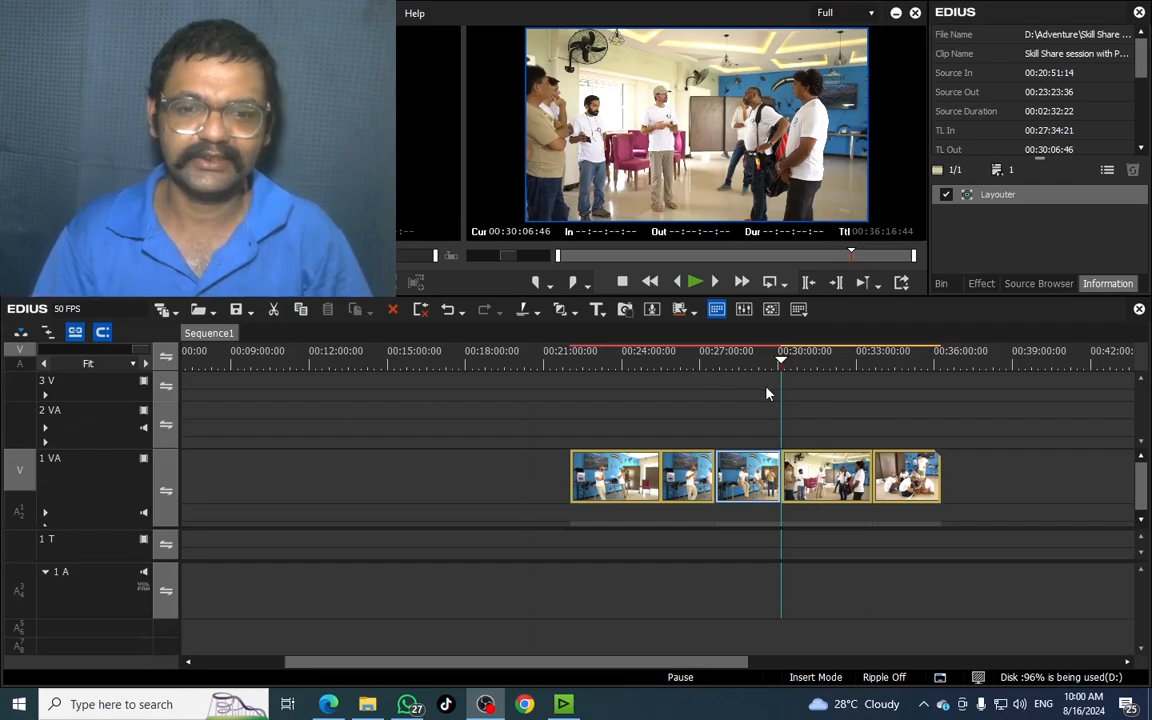 Help
Full
EDIUS
File Name D:\Adventure\Skill Share ...
Clip Name Skill Share session with P...
Source In 00:20:51:14
Source Out 00:23:23:36
Source Duration 00:02:32:22
TL In 00:27:34:21
TL Out 00:30:06:46
1/1 1
Layouter
Cur 00:30:06:46 In --:--:--:-- Out --:--:--:-- Dur --:--:--:-- Ttl 00:36:16:44
Bin Effect Source Browser Information
EDIUS 50 FPS
Sequence1
V
A
Fit
00:00 00:09:00:00 00:12:00:00 00:15:00:00 00:18:00:00 00:21:00:00 00:24:00:00 00:27:00:00 00:30:00:00 00:33:00:00 00:36:00:00 00:39:00:00 00:42:00:
3 V
2 VA
1 VA
V
1 T
1 A
VOL
PAN
Pause Insert Mode Ripple Off Disk :96% is being used(D:)
Type here to search
27
28°C Cloudy
ENG
10:00 AM
8/16/2024
25